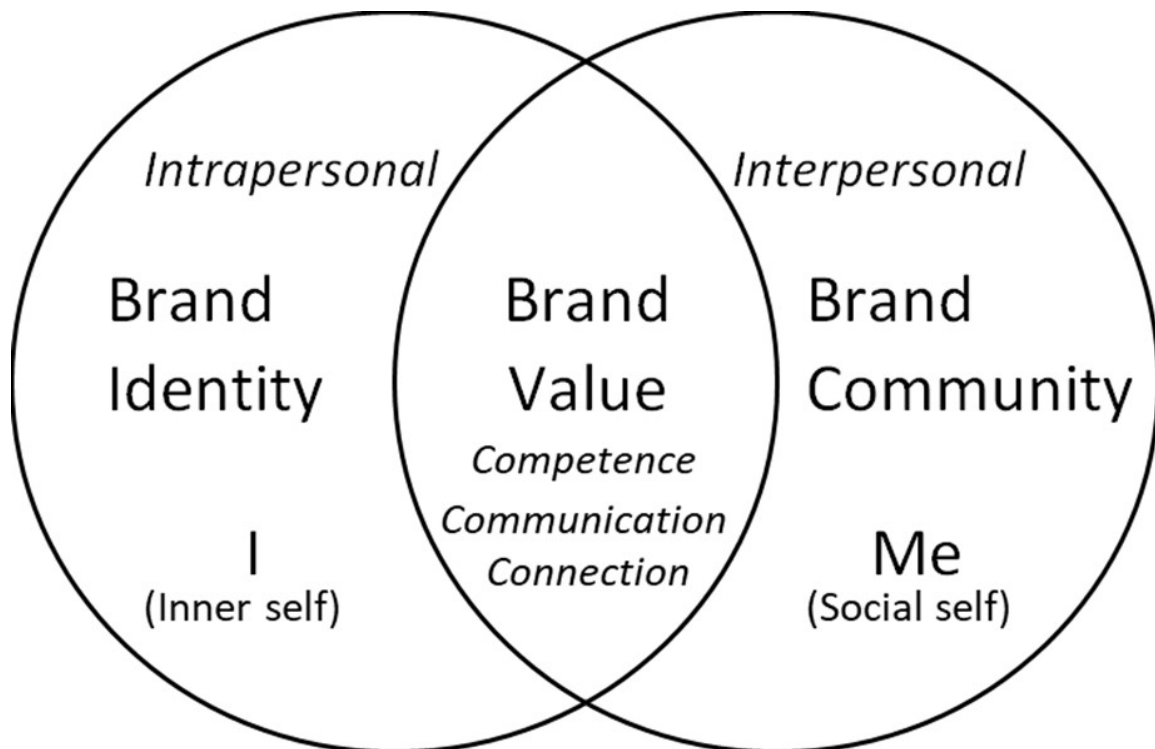 Intrapersonal
Interpersonal
Brand
Identity
Brand
Value
Brand
Community
Competence
Communication
Connection
I
(Inner self)
Me
(Social self)